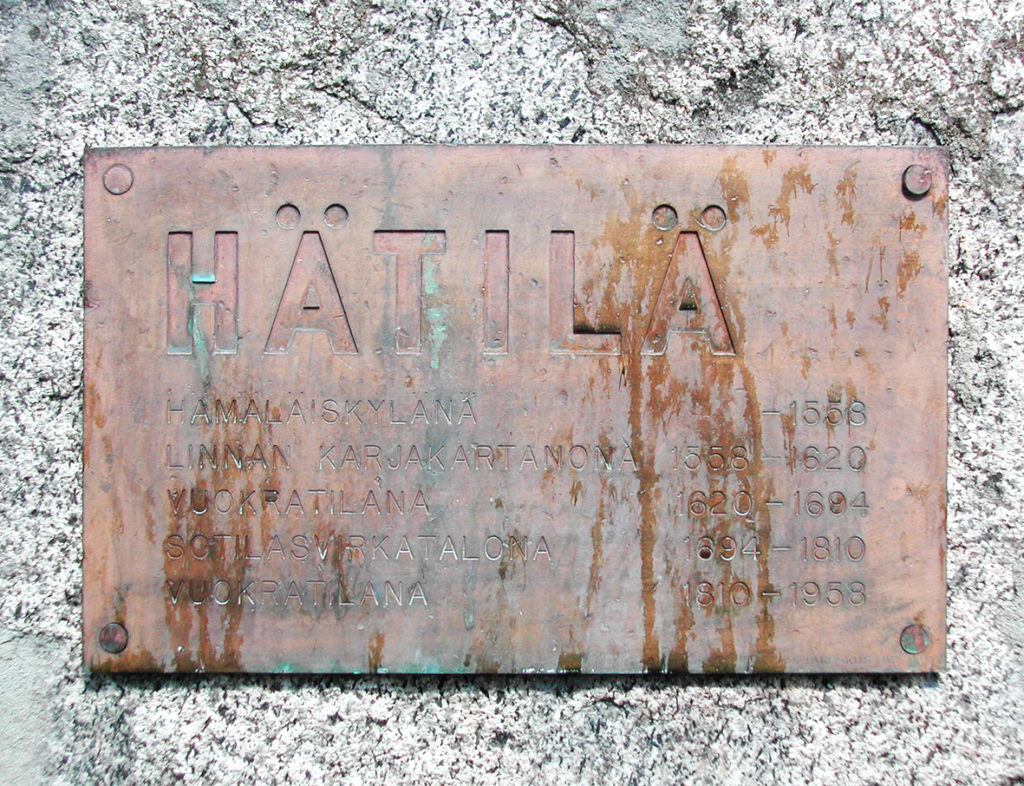 HÄTILÄ
HÄMÄLÄISKYLÄNÄ –1558
LINNAN KARJAKARTANONA 1558–1620
VUOKRATILANA 1620–1694
SOTILASVIRKATALONA 1694–1810
VUOKRATILANA 1810–1958